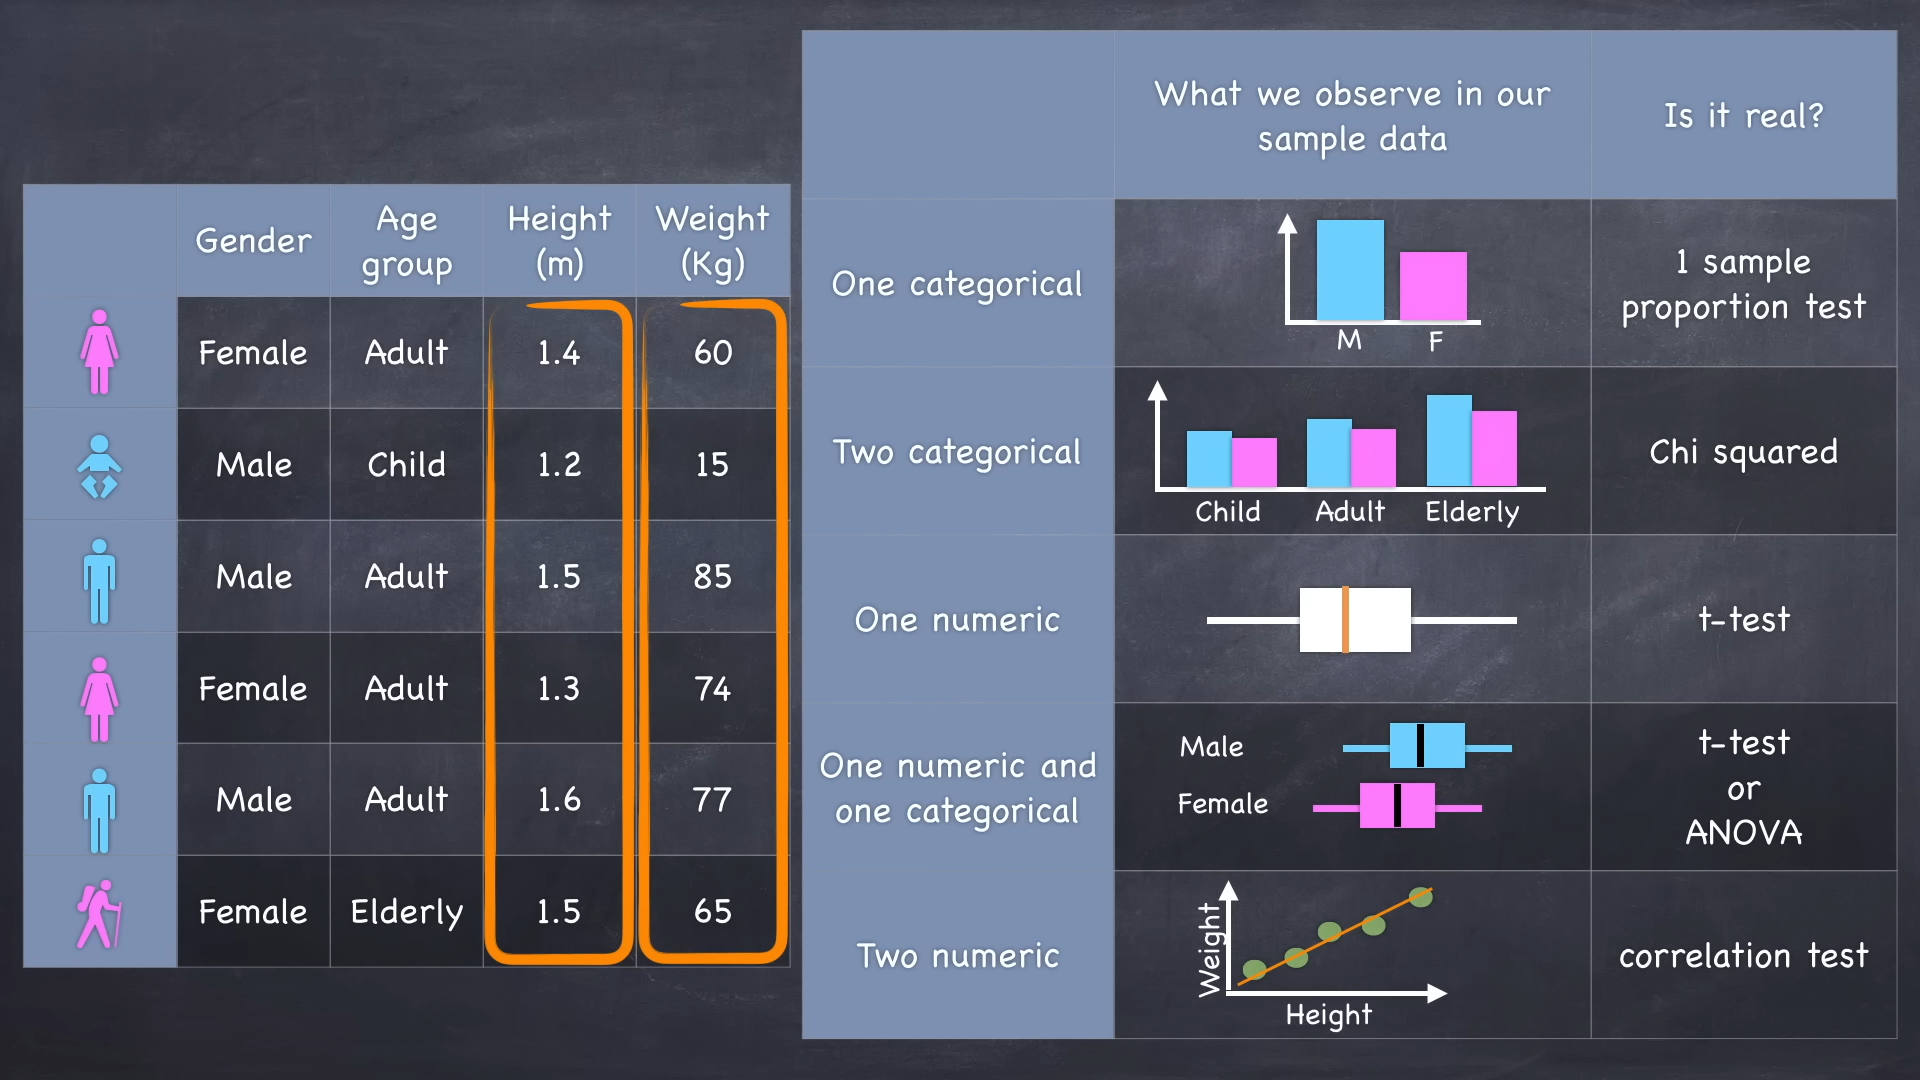 Gender
Age
group
Height
(m)
Weight
(Kg)
Female Adult 1.4 60
Male Child 1.2 15
Male Adult 1.5 85
Female Adult 1.3 74
Male Adult 1.6 77
Female Elderly 1.5 65
What we observe in our
sample data
Is it real?
One categorical
M F
1 sample
proportion test
Two categorical
Child Adult Elderly
Chi squared
One numeric
t-test
One numeric and
one categorical
Male
Female
t-test
or
ANOVA
Two numeric
Weight
Height
correlation test